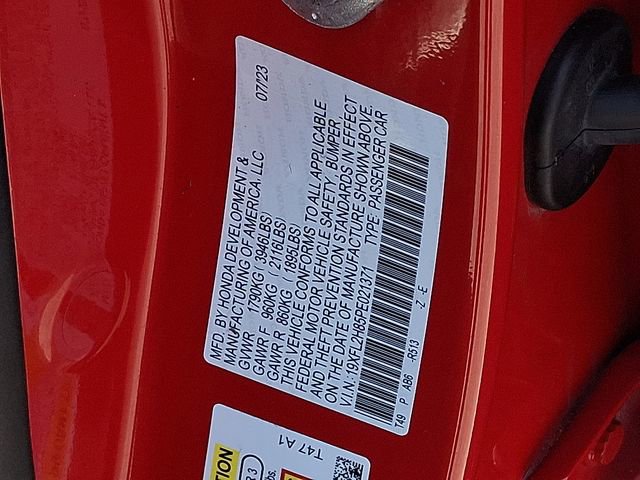 MFD. BY HONDA DEVELOPMENT &
MANUFACTURING OF AMERICA, LLC 07/23
GVWR 1790KG (3946LBS)
GAWR F 960KG (2116LBS)
GAWR R 860KG (1895LBS)
THIS VEHICLE CONFORMS TO ALL APPLICABLE
FEDERAL MOTOR VEHICLE SAFETY, BUMPER,
AND THEFT PREVENTION STANDARDS IN EFFECT
ON THE DATE OF MANUFACTURE SHOWN ABOVE.
V.I.N. 19XFL2H85PE021371 TYPE: PASSENGER CAR
T49 P AB6 R513 -Z -E
T47 A1